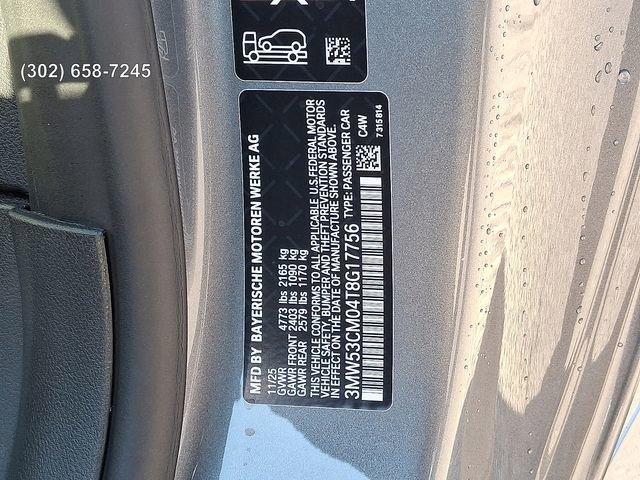 (302) 658-7245
MFD BY BAYERISCHE MOTOREN WERKE AG
11/25
GVWR 4773 lbs 2165 kg
GAWR FRONT 2403 lbs 1090 kg
GAWR REAR 2579 lbs 1170 kg
THIS VEHICLE CONFORMS TO ALL APPLICABLE U.S.FEDERAL MOTOR
VEHICLE SAFETY, BUMPER AND THEFT PREVENTION STANDARDS
IN EFFECT ON THE DATE OF MANUFACTURE SHOWN ABOVE.
3MW53CM04T8G17756 TYPE: PASSENGER CAR
C4W
7315814